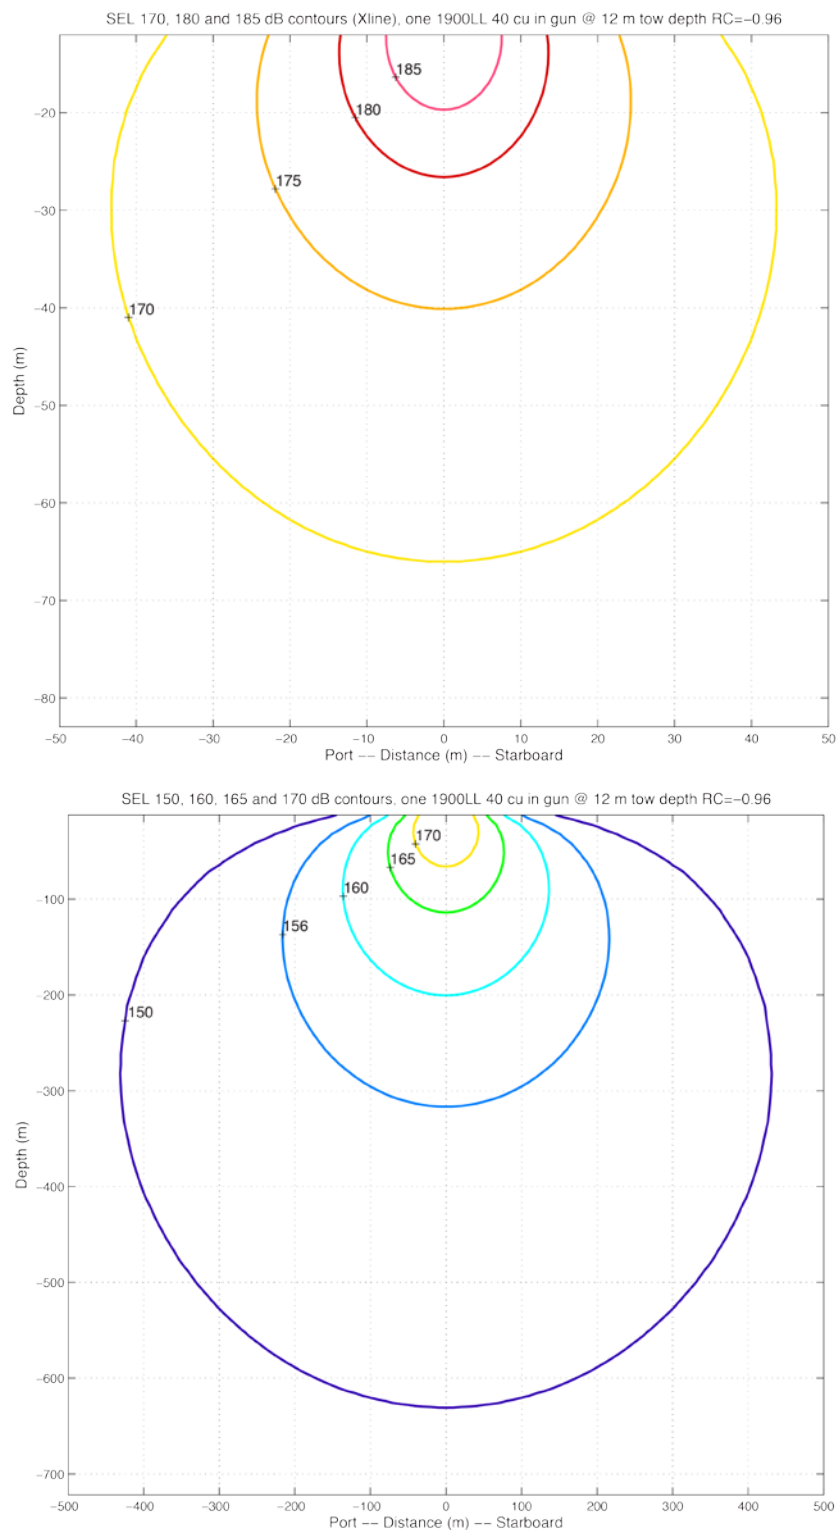 SEL 170, 180 and 185 dB contours (Xline), one 1900LL 40 cu in gun @ 12 m tow depth RC=−0.96
185
−20
180
175
−30
170
−40
Depth (m)
−50
−60
−70
−80
−50 −40 −30 −20 −10 0 10 20 30 40 50
Port −− Distance (m) −− Starboard
SEL 150, 160, 165 and 170 dB contours, one 1900LL 40 cu in gun @ 12 m tow depth RC=−0.96
170
165
160
−100
156
−200
150
−300
Depth (m)
−400
−500
−600
−700
−500 −400 −300 −200 −100 0 100 200 300 400 500
Port −− Distance (m) −− Starboard